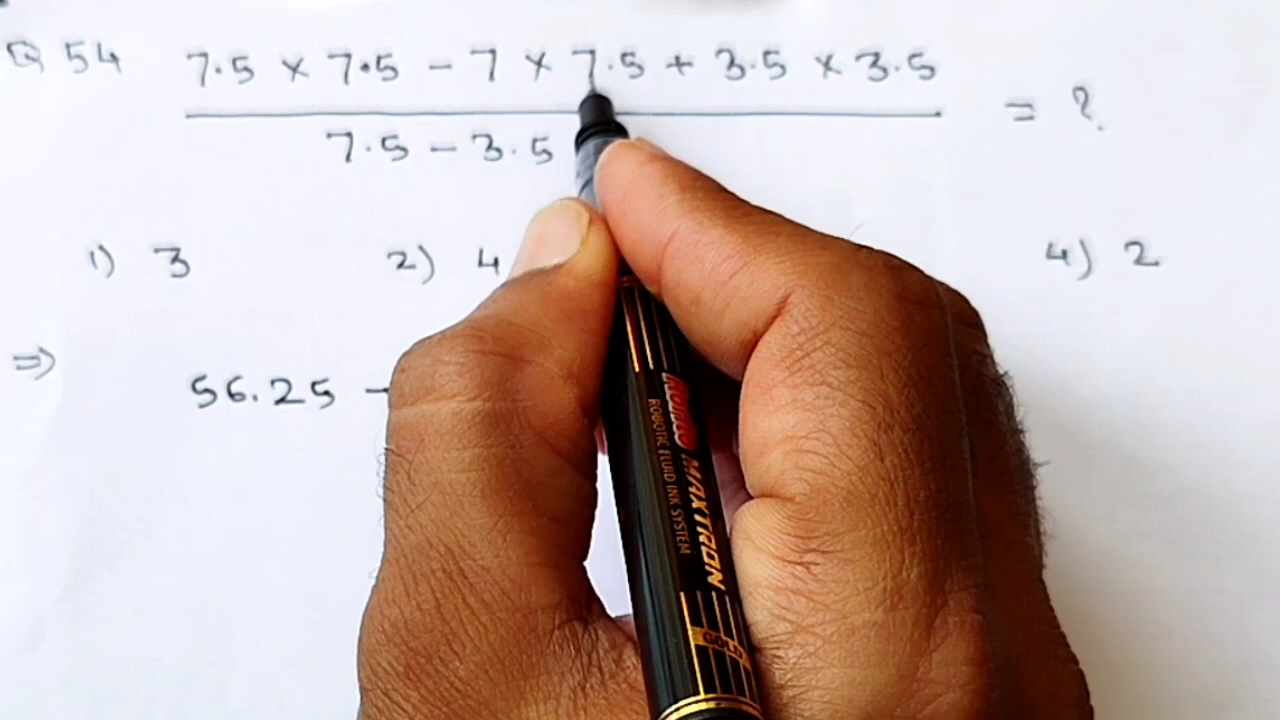 Q 54 7.5 × 7.5 - 7 × 7.5 + 3.5 × 3.5
= ?
7.5 - 3.5
1) 3 2) 4 4) 2
⇒
56.25 -
MAXTRON
ROBOTIC FLUID INK SYSTEM
GOLD